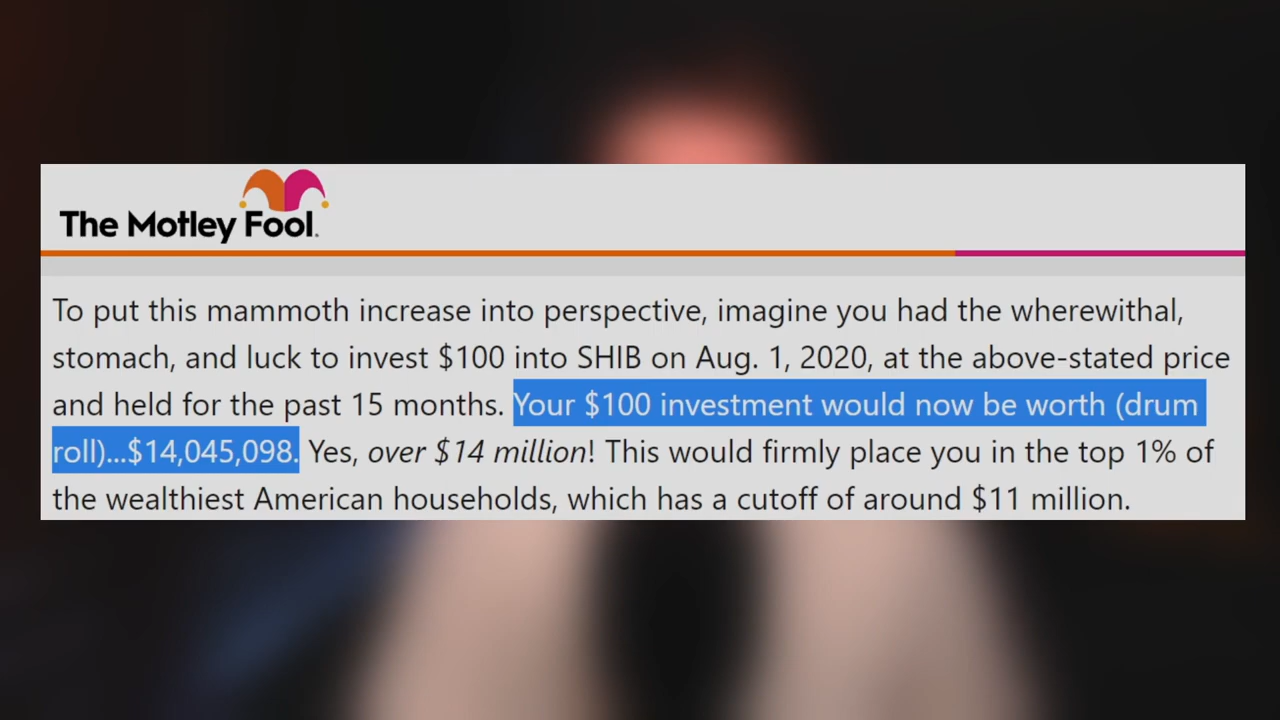 The Motley Fool.
To put this mammoth increase into perspective, imagine you had the wherewithal,
stomach, and luck to invest $100 into SHIB on Aug. 1, 2020, at the above-stated price
and held for the past 15 months. Your $100 investment would now be worth (drum
roll)...$14,045,098. Yes, over $14 million! This would firmly place you in the top 1% of
the wealthiest American households, which has a cutoff of around $11 million.